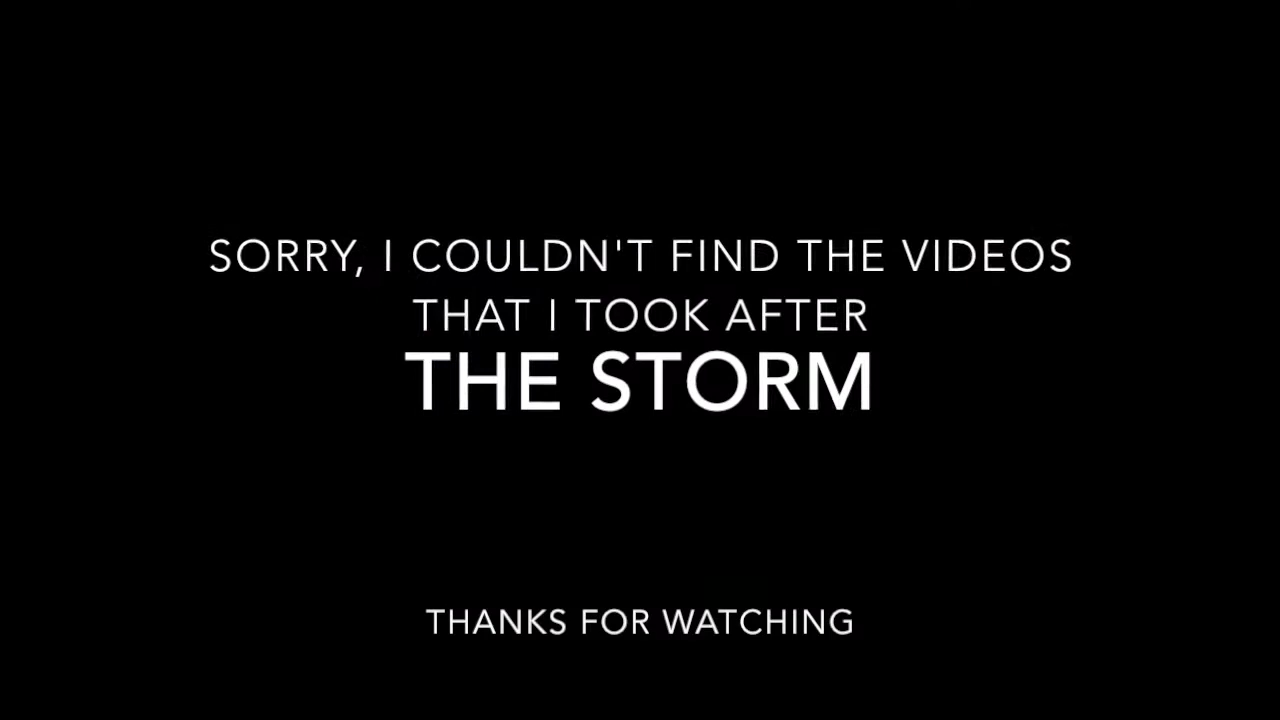 SORRY, I COULDN'T FIND THE VIDEOS
THAT I TOOK AFTER
THE STORM
THANKS FOR WATCHING